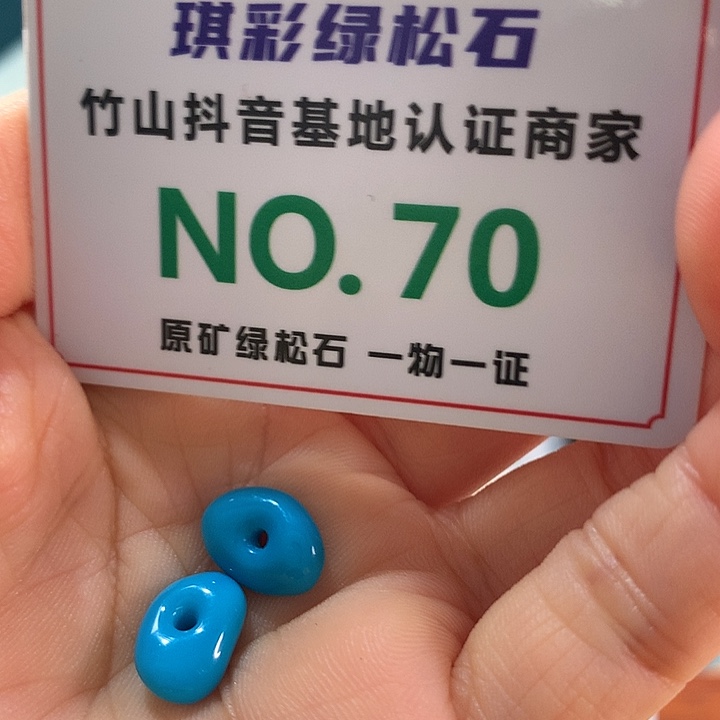 琪彩绿松石
竹山抖音基地认证商家
NO.70
原矿绿松石 一物一证